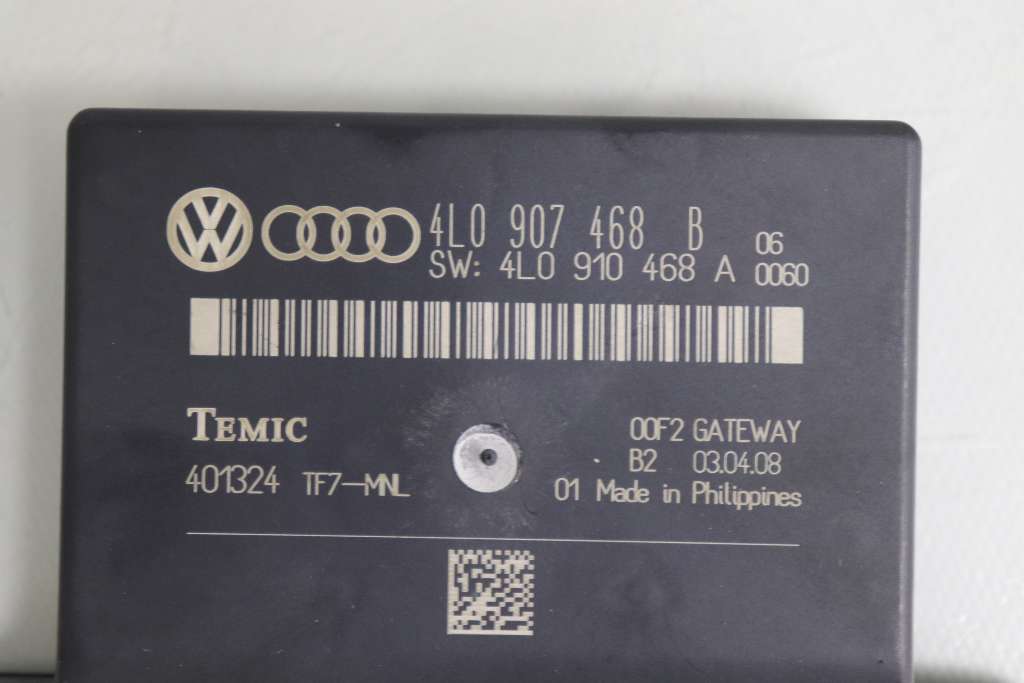 4L0 907 468 B 06
SW: 4L0 910 468 A 0060
TEMIC
401324 TF7-MNL
00F2 GATEWAY
B2 03.04.08
01 Made in Philippines